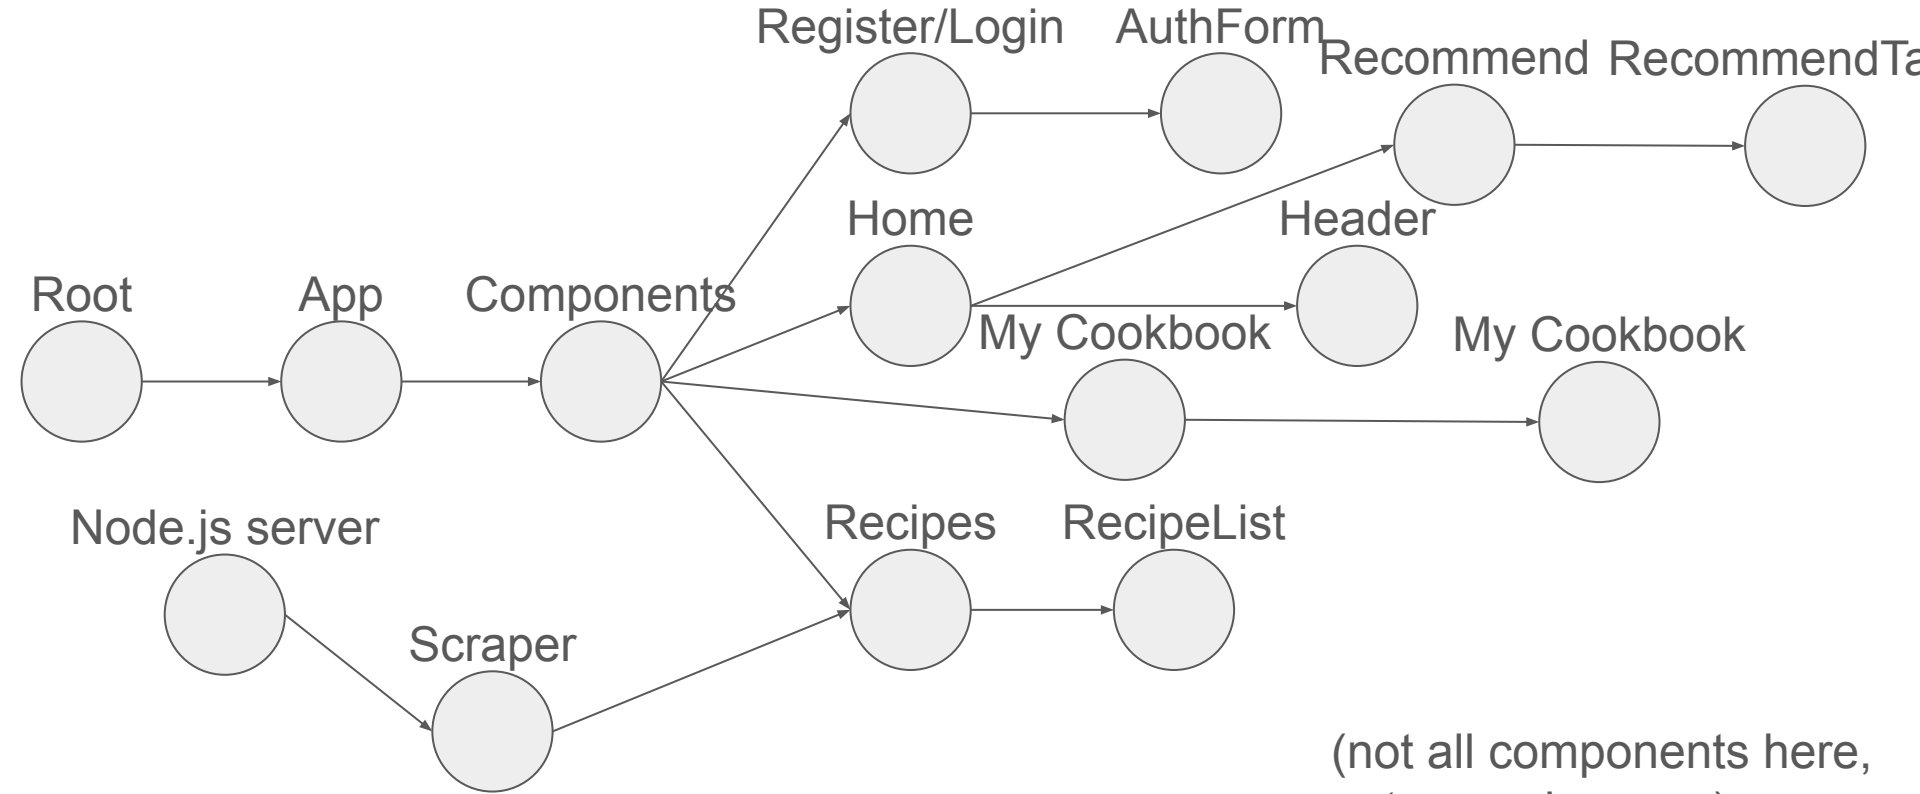 Register/Login
AuthForm
Recommend
RecommendTa
Home
Header
Root
App
Components
My Cookbook
My Cookbook
Node.js server
Recipes
RecipeList
Scraper
(not all components here,